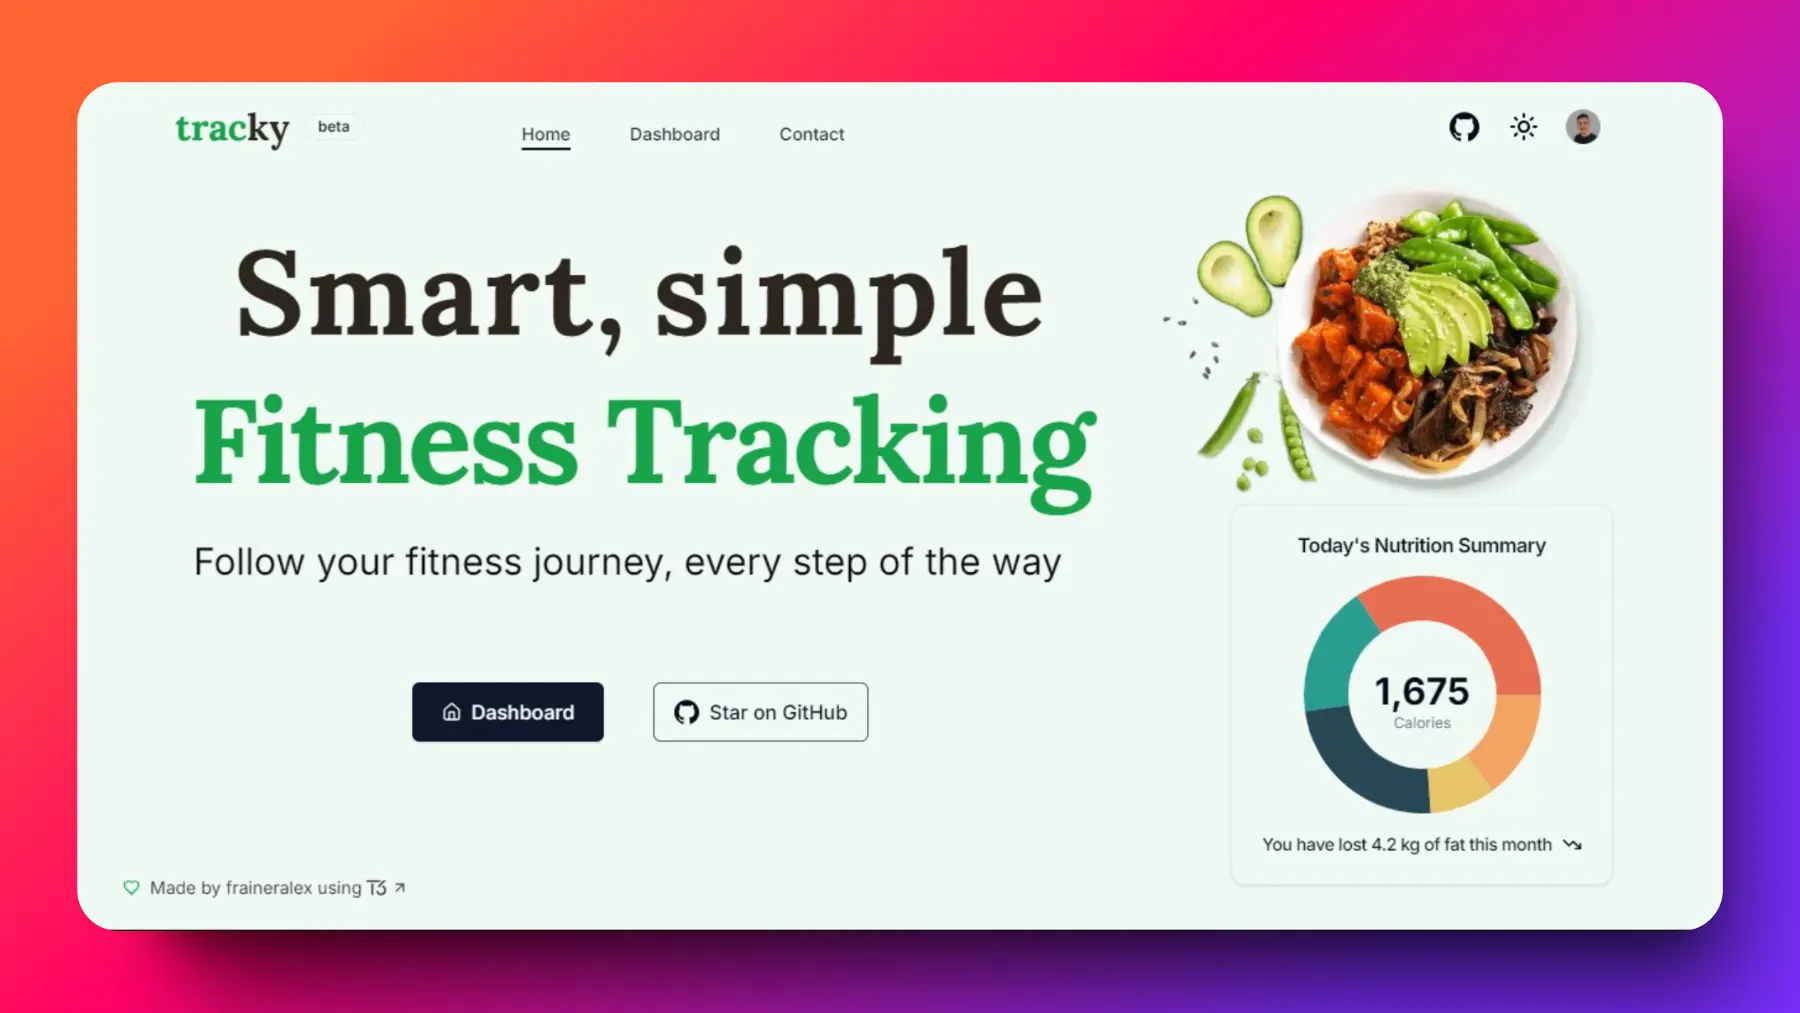 tracky beta
Home Dashboard Contact
Smart, simple
Fitness Tracking
Follow your fitness journey, every step of the way
Dashboard
Star on GitHub
Today's Nutrition Summary
1,675
Calories
You have lost 4.2 kg of fat this month
Made by fraineralex using T3